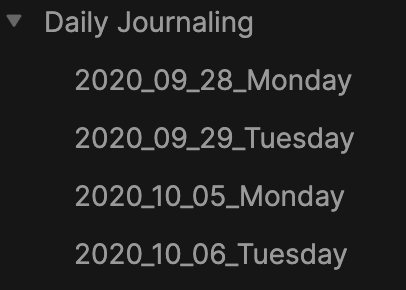 Daily Journaling
2020_09_28_Monday
2020_09_29_Tuesday
2020_10_05_Monday
2020_10_06_Tuesday